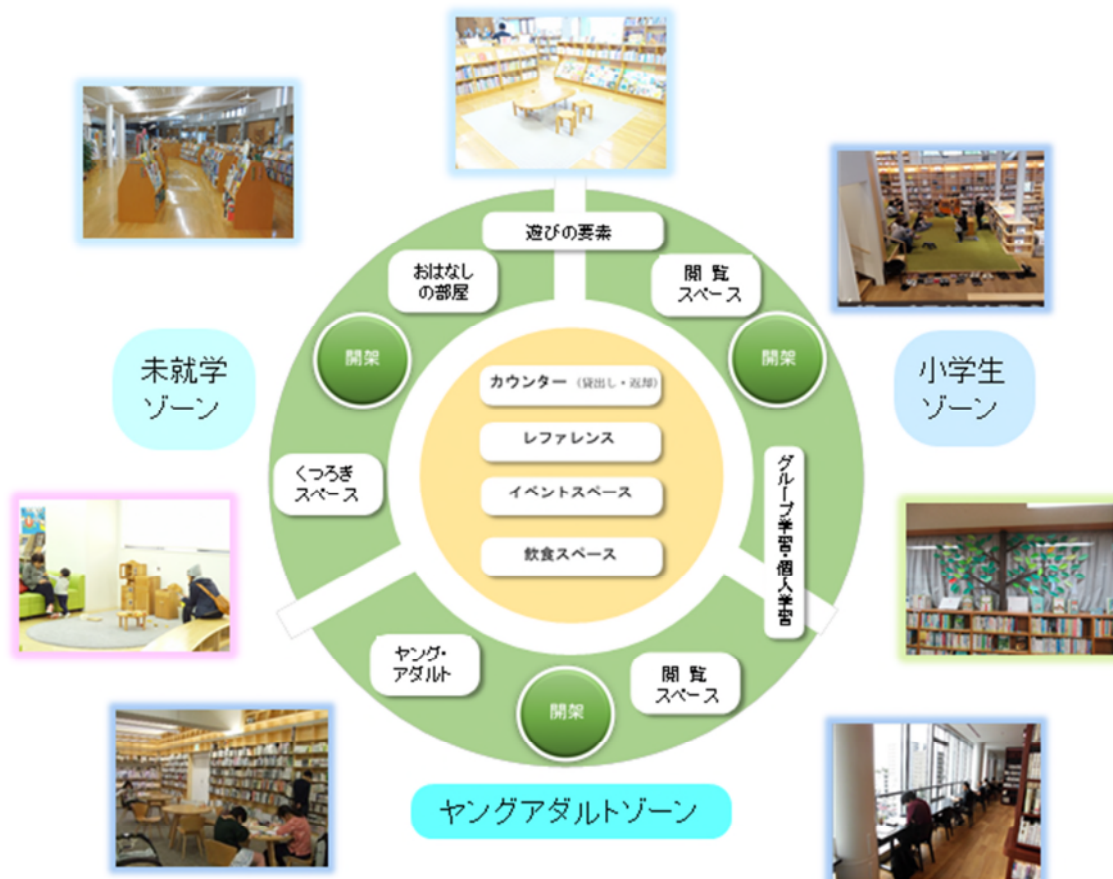 遊びの要素
おはなし
の部屋
閲 覧
スペース
開架
開架
未就学
ゾーン
小学生
ゾーン
カウンター（貸出し・返却）
レファレンス
イベントスペース
飲食スペース
くつろぎ
スペース
グループ学習・個人学習
ヤング・
アダルト
開架
閲 覧
スペース
ヤングアダルトゾーン